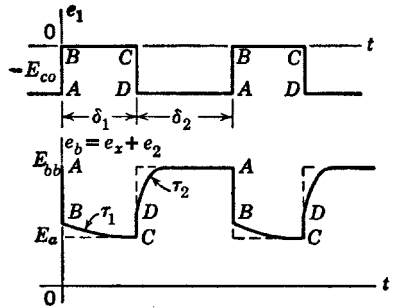 e₁
0 t
B C B C
-E_co
A D A D
δ₁ δ₂
e_b = e_x + e_2
E_bb A A
τ₂
B τ₁ D B D
E_a C C
0 t